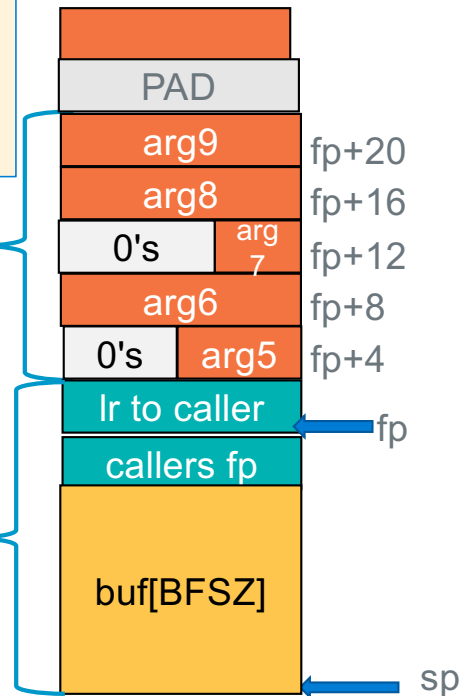 PAD
arg9 fp+20
arg8 fp+16
0's arg 7 fp+12
arg6 fp+8
0's arg5 fp+4
lr to caller
fp
callers fp
buf[BFSZ]
sp